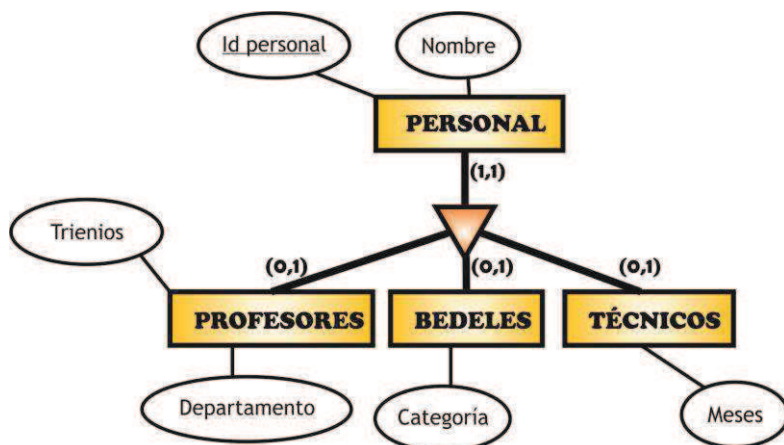 Id personal
Nombre
PERSONAL
(1,1)
Trienios
(0,1)
(0,1)
(0,1)
PROFESORES
BEDELES
TÉCNICOS
Departamento
Categoría
Meses